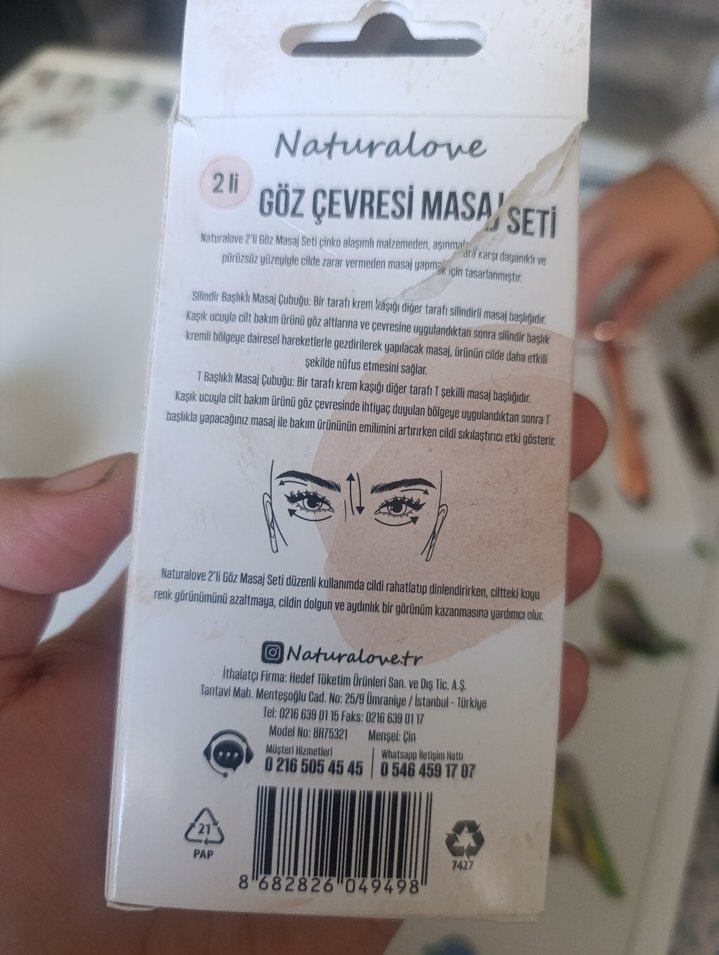 Naturalove
2 li
GÖZ ÇEVRESİ MASAJ SETİ
Naturalove 2'li Göz Masaj Seti çinko alaşımlı malzemeden, aşınmalara karşı dayanıklı ve
pürüzsüz yüzeyiyle cilde zarar vermeden masaj yapmak için tasarlanmıştır.
Silindir Başlıklı Masaj Çubuğu: Bir tarafı krem kaşığı diğer tarafı silindirli masaj başlığıdır.
Kaşık ucuyla cilt bakım ürünü göz altlarına ve çevresine uygulandıktan sonra silindir başlık
kremli bölgeye dairesel hareketlerle gezdirilerek yapılacak masaj, ürünün cilde daha etkili
şekilde nüfus etmesini sağlar.
T Başlıklı Masaj Çubuğu: Bir tarafı krem kaşığı diğer tarafı T şekilli masaj başlığıdır.
Kaşık ucuyla cilt bakım ürünü göz çevresinde ihtiyaç duyulan bölgeye uygulandıktan sonra T
başlıkla yapacağınız masaj ile bakım ürününün emilimini artırırken cildi sıkılaştırıcı etki gösterir.
Naturalove 2'li Göz Masaj Seti düzenli kullanımda cildi rahatlatıp dinlendirirken, ciltteki koyu
renk görünümünü azaltmaya, cildin dolgun ve aydınlık bir görünüm kazanmasına yardımcı olur.
Naturalove.tr
İthalatçı Firma: Hedef Tüketim Ürünleri San. ve Dış Tic. A.Ş.
Tantavi Mah. Menteşoğlu Cad. No: 25/9 Ümraniye / İstanbul - Türkiye
Tel: 0216 639 01 15 Faks: 0216 639 01 17
Model No: BR75321 Menşei: Çin
Müşteri Hizmetleri
0 216 505 45 45
Whatsapp İletişim Hattı
0 546 459 17 07
21
PAP
7427
8 682826 049498